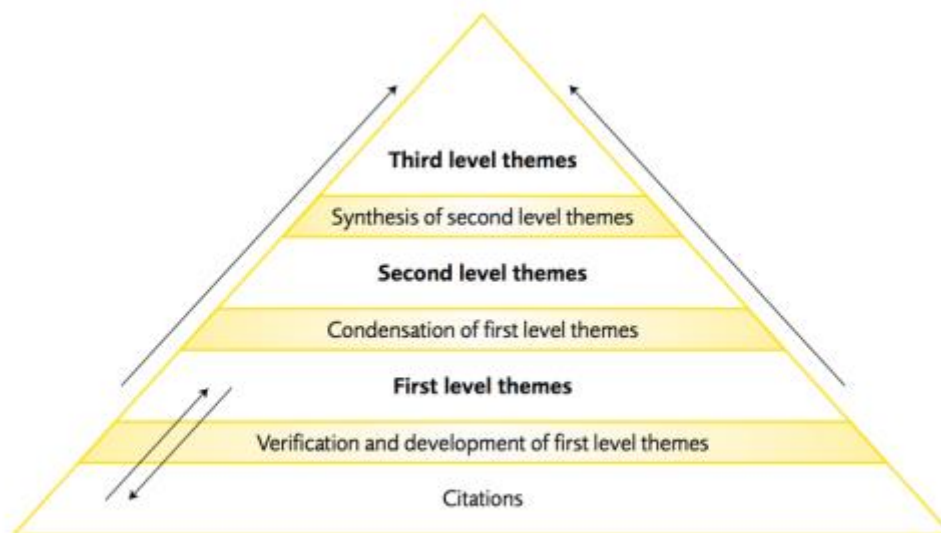 Third level themes
Synthesis of second level themes
Second level themes
Condensation of first level themes
First level themes
Verification and development of first level themes
Citations